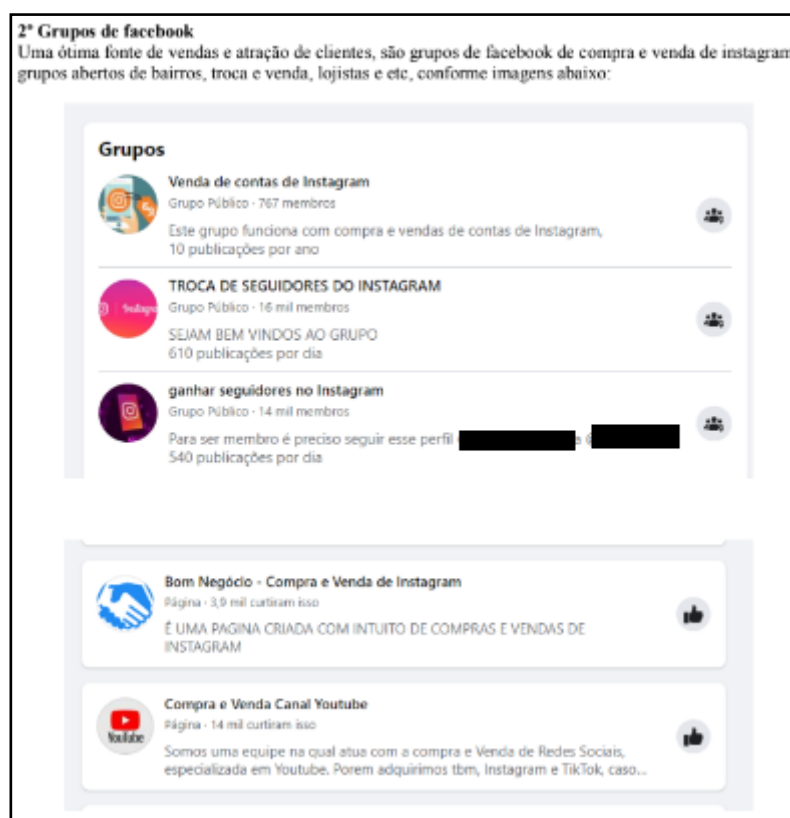 2º Grupos de facebook
Uma ótima fonte de vendas e atração de clientes, são grupos de facebook de compra e venda de instagram
grupos abertos de bairros, troca e venda, lojistas e etc, conforme imagens abaixo:
Grupos
Venda de contas de Instagram
Grupo Público · 767 membros
Este grupo funciona com compra e vendas de contas de Instagram,
10 publicações por ano
TROCA DE SEGUIDORES DO INSTAGRAM
Grupo Público · 16 mil membros
SEJAM BEM VINDOS AO GRUPO
610 publicações por dia
ganhar seguidores no Instagram
Grupo Público · 14 mil membros
Para ser membro é preciso seguir esse perfil
540 publicações por dia
Bom Negócio - Compra e Venda de Instagram
Página · 3,9 mil curtiram isso
É UMA PAGINA CRIADA COM INTUITO DE COMPRAS E VENDAS DE
INSTAGRAM
Compra e Venda Canal Youtube
YouTube
Página · 14 mil curtiram isso
Somos uma equipe na qual atua com a compra e Venda de Redes Sociais,
especializada em Youtube. Porem adquirimos tbm, Instagram e TikTok, caso...